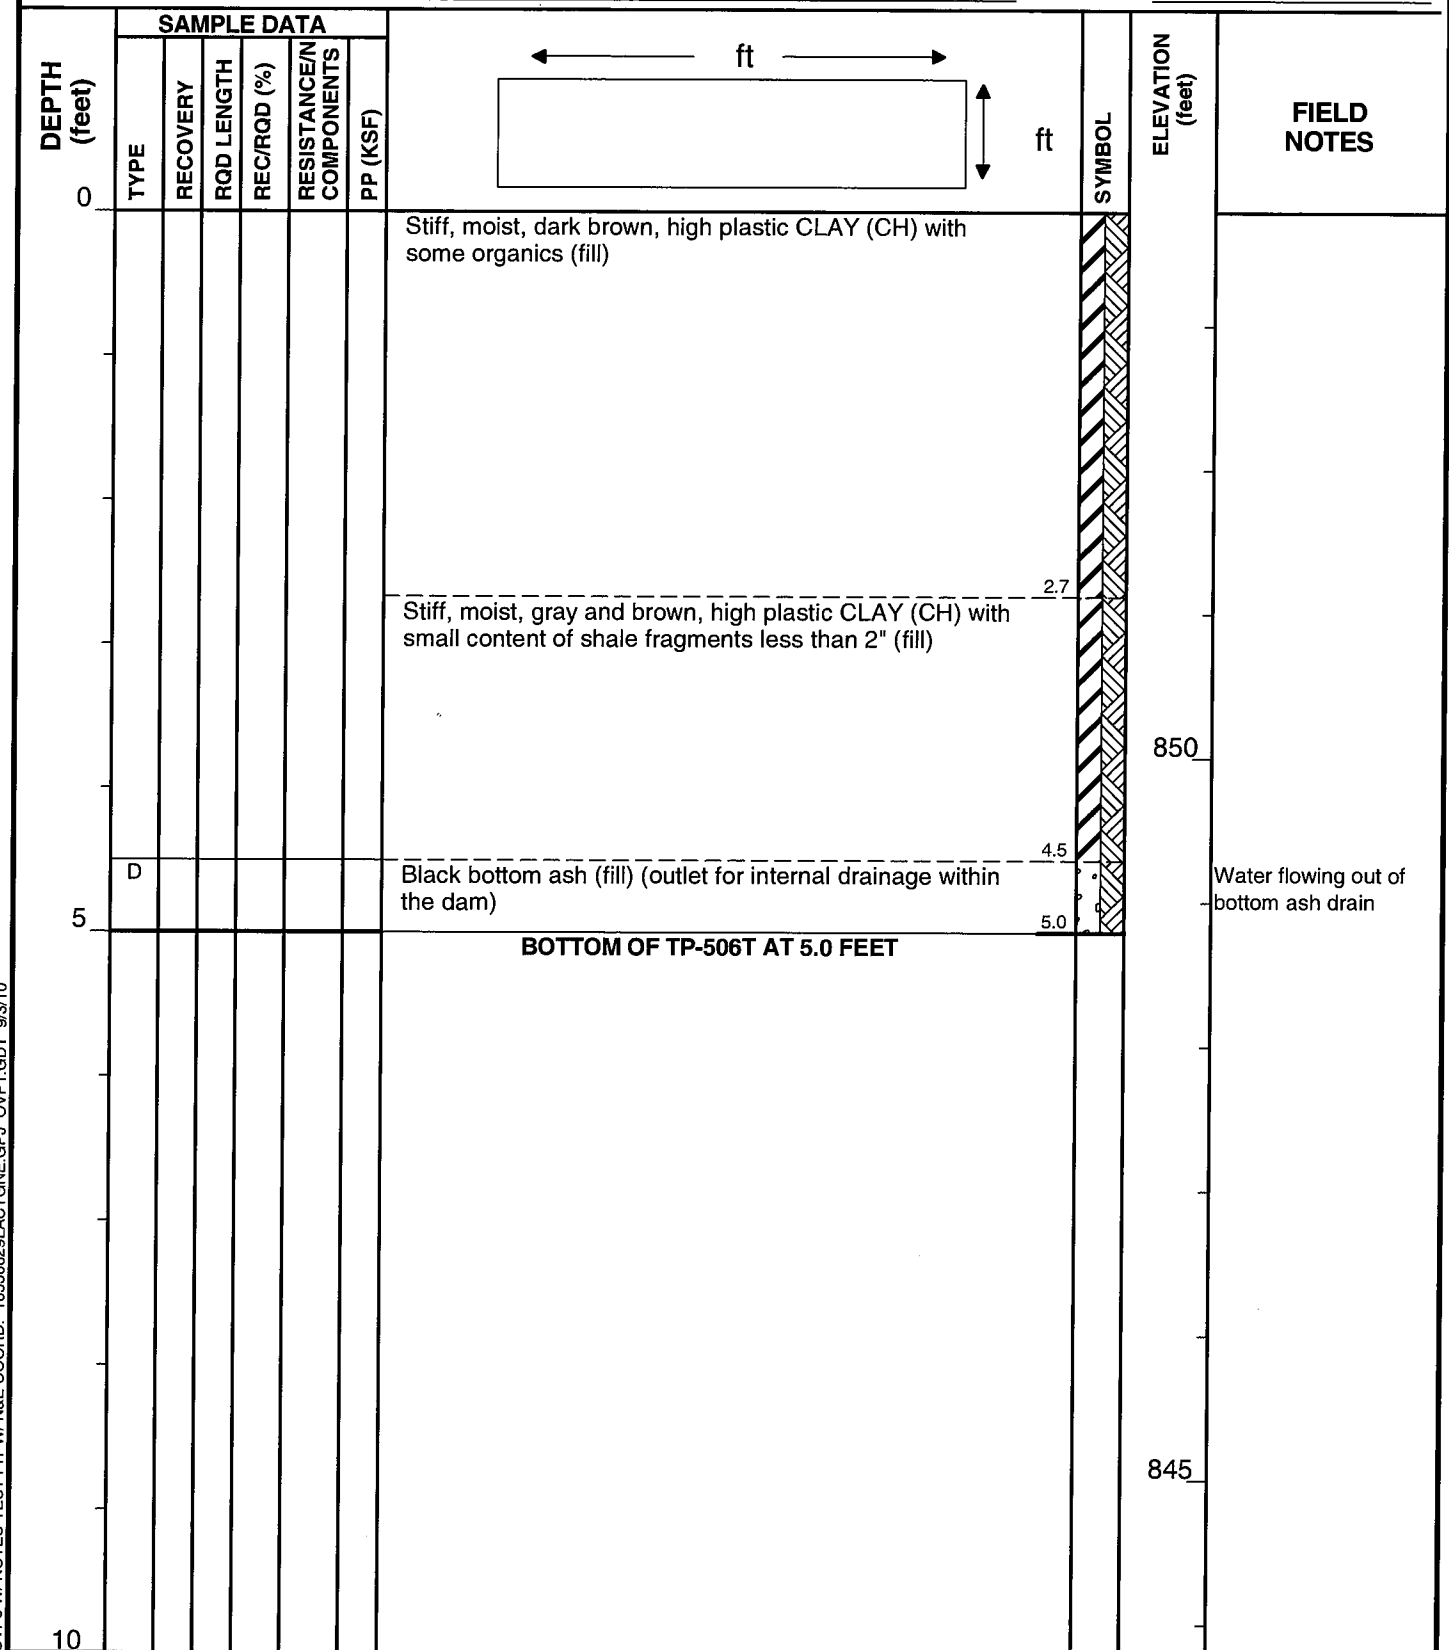 SAMPLE DATA
DEPTH
(feet)
TYPE
RECOVERY
RQD LENGTH
REC/RQD (%)
RESISTANCE/N
COMPONENTS
PP (KSF)
ft
ft
SYMBOL
ELEVATION
(feet)
FIELD
NOTES
0
Stiff, moist, dark brown, high plastic CLAY (CH) with
some organics (fill)
2.7
Stiff, moist, gray and brown, high plastic CLAY (CH) with
small content of shale fragments less than 2" (fill)
850
4.5
D
Black bottom ash (fill) (outlet for internal drainage within
the dam)
Water flowing out of
bottom ash drain
5
5.0
BOTTOM OF TP-506T AT 5.0 FEET
845
10